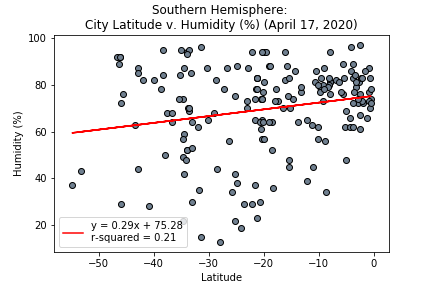 Southern Hemisphere:
City Latitude v. Humidity (%) (April 17, 2020)
100
80
60
40
20
Humidity (%)
y = 0.29x + 75.28
r-squared = 0.21
−50
−40
−30
−20
−10
0
Latitude